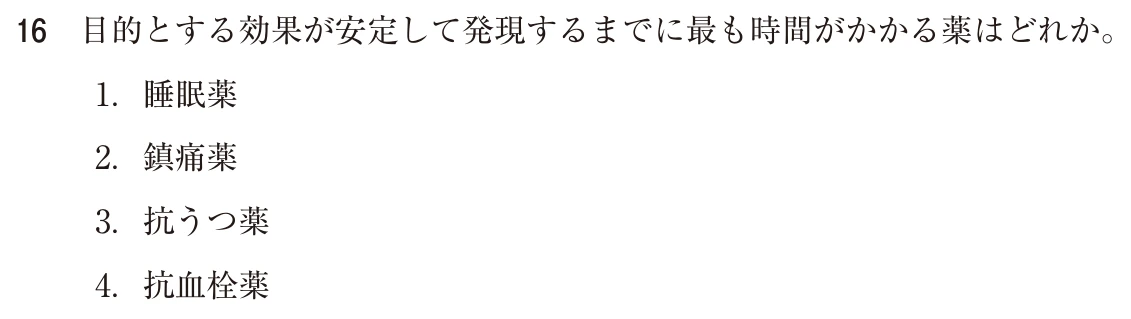 16 目的とする効果が安定して発現するまでに最も時間がかかる薬はどれか。
1. 睡眠薬
2. 鎮痛薬
3. 抗うつ薬
4. 抗血栓薬